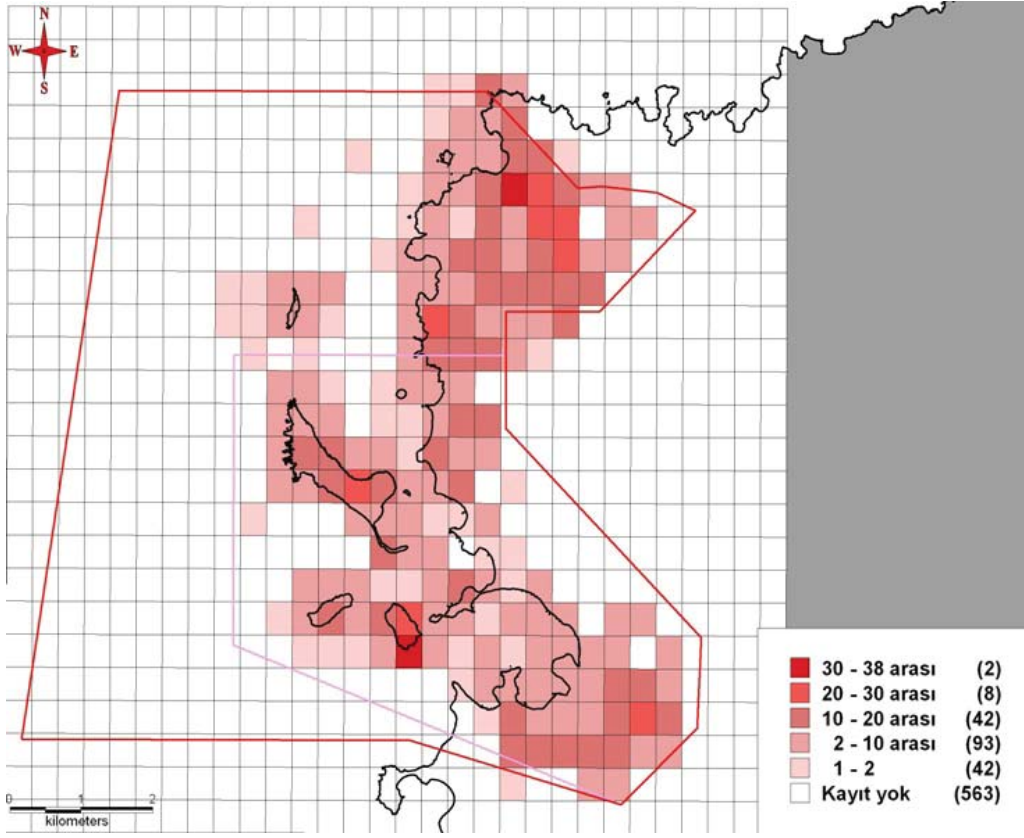 N
W E
S
30 - 38 arası (2)
20 - 30 arası (8)
10 - 20 arası (42)
2 - 10 arası (93)
1 - 2 (42)
Kayıt yok (563)
0 1 2
kilometers